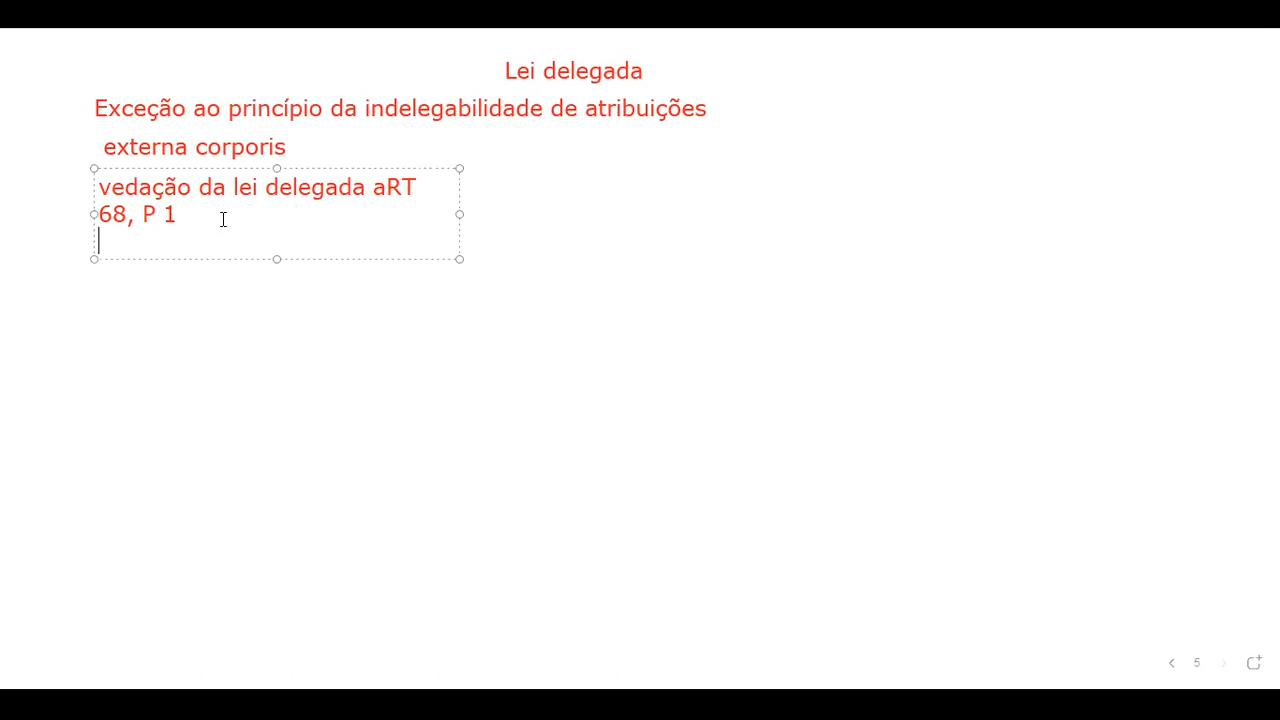 Lei delegada
Exceção ao princípio da indelegabilidade de atribuições
externa corporis
vedação da lei delegada aRT
68, P 1
5